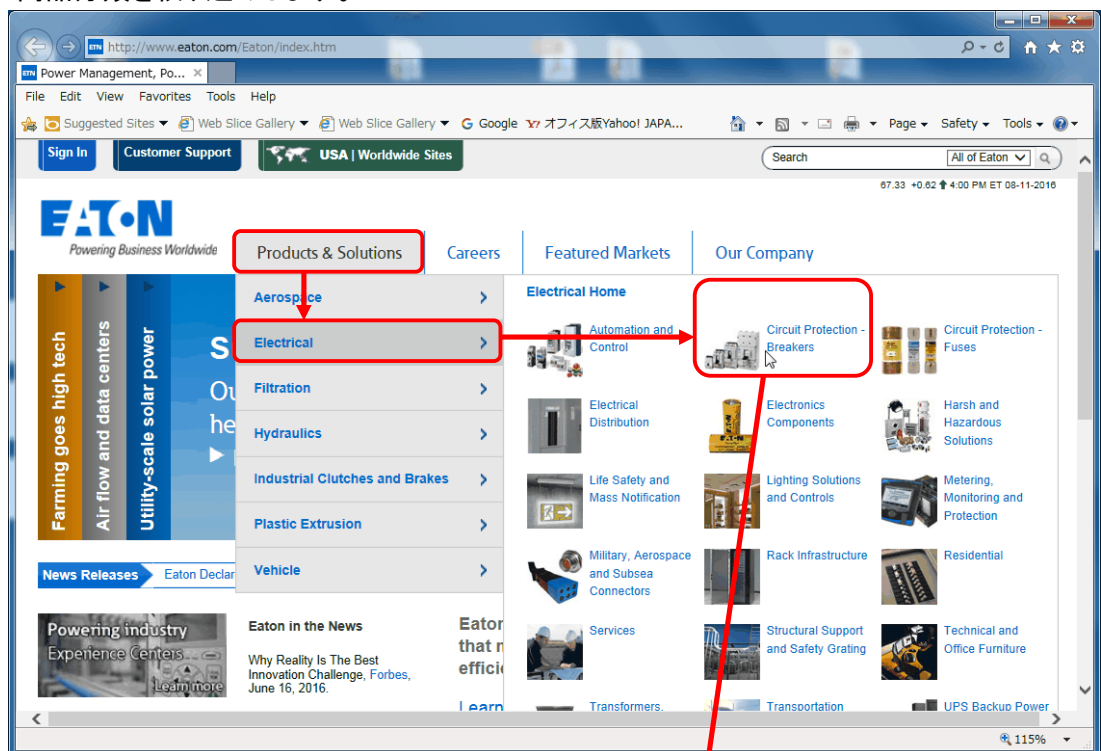 http://www.eaton.com/Eaton/index.htm
ETN Power Management, Po... ×
File Edit View Favorites Tools Help
Suggested Sites Web Slice Gallery Web Slice Gallery G Google Y! オフィス版Yahoo! JAPA... Page Safety Tools
Sign In Customer Support USA | Worldwide Sites Search All of Eaton
67.33 +0.62 4:00 PM ET 08-11-2016
EATON
Powering Business Worldwide
Products & Solutions Careers Featured Markets Our Company
Farming goes high tech
Air flow and data centers
Utility-scale solar power
S
Ou
he
Aerospace
Electrical
Filtration
Hydraulics
Industrial Clutches and Brakes
Plastic Extrusion
Vehicle
Electrical Home
Automation and
Control
Circuit Protection -
Breakers
Circuit Protection -
Fuses
Electrical
Distribution
Electronics
Components
Harsh and
Hazardous
Solutions
Life Safety and
Mass Notification
Lighting Solutions
and Controls
Metering,
Monitoring and
Protection
Military, Aerospace
and Subsea
Connectors
Rack Infrastructure
Residential
Services
Structural Support
and Safety Grating
Technical and
Office Furniture
Transformers,
Transportation
UPS Backup Power
News Releases Eaton Declar
Powering industry
Experience Centers
Learn more
Eaton in the News
Why Reality Is The Best
Innovation Challenge, Forbes,
June 16, 2016.
Eaton
that m
efficie
Learn
115%